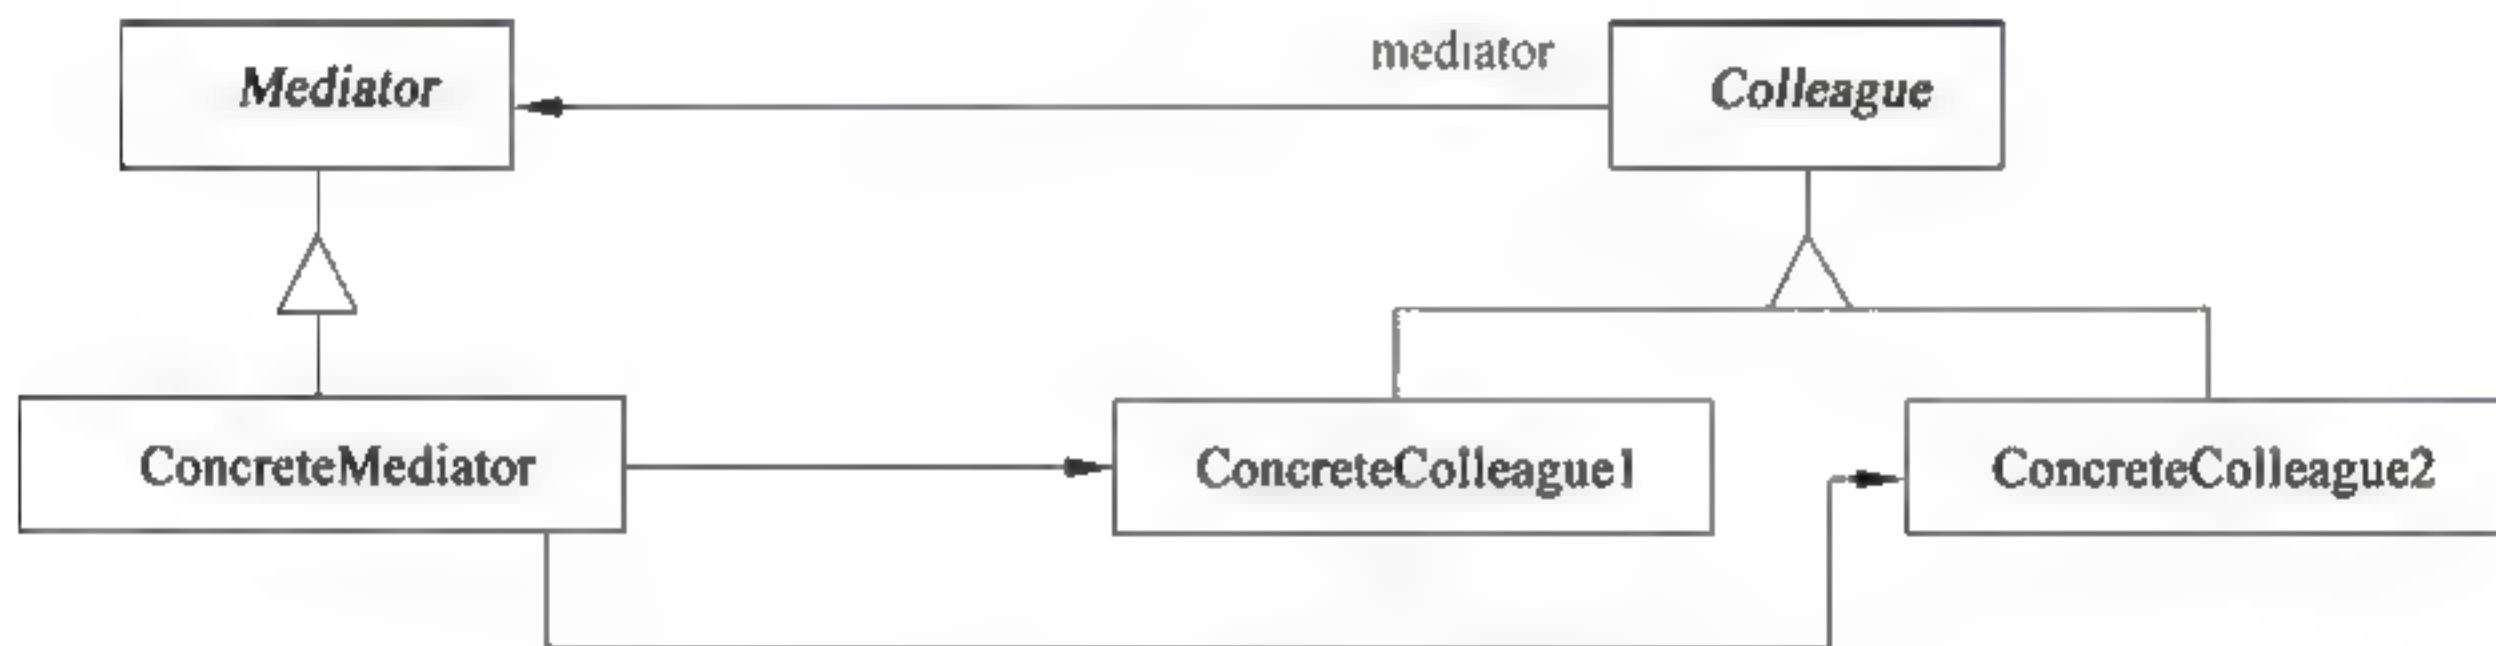 Mediator
mediator
Colleague
ConcreteMediator
ConcreteColleague1
ConcreteColleague2